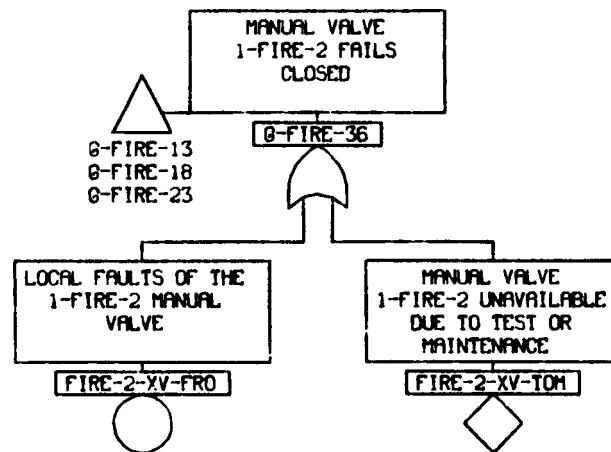 MANUAL VALVE
1-FIRE-2 FAILS
CLOSED
G-FIRE-36
G-FIRE-13
G-FIRE-18
G-FIRE-23
LOCAL FAULTS OF THE
1-FIRE-2 MANUAL
VALVE
FIRE-2-XV-FRO
MANUAL VALVE
1-FIRE-2 UNAVAILABLE
DUE TO TEST OR
MAINTENANCE
FIRE-2-XV-TOM